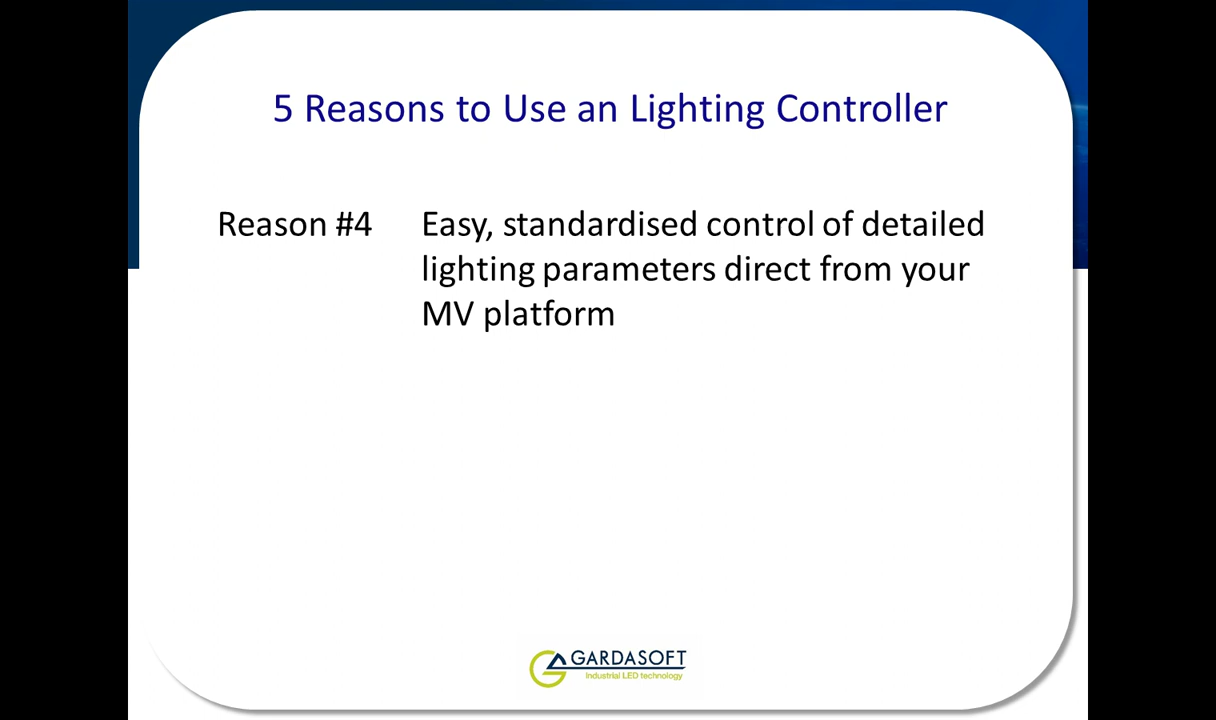 5 Reasons to Use an Lighting Controller
Reason #4 Easy, standardised control of detailed
lighting parameters direct from your
MV platform
GARDASOFT
Industrial LED technology